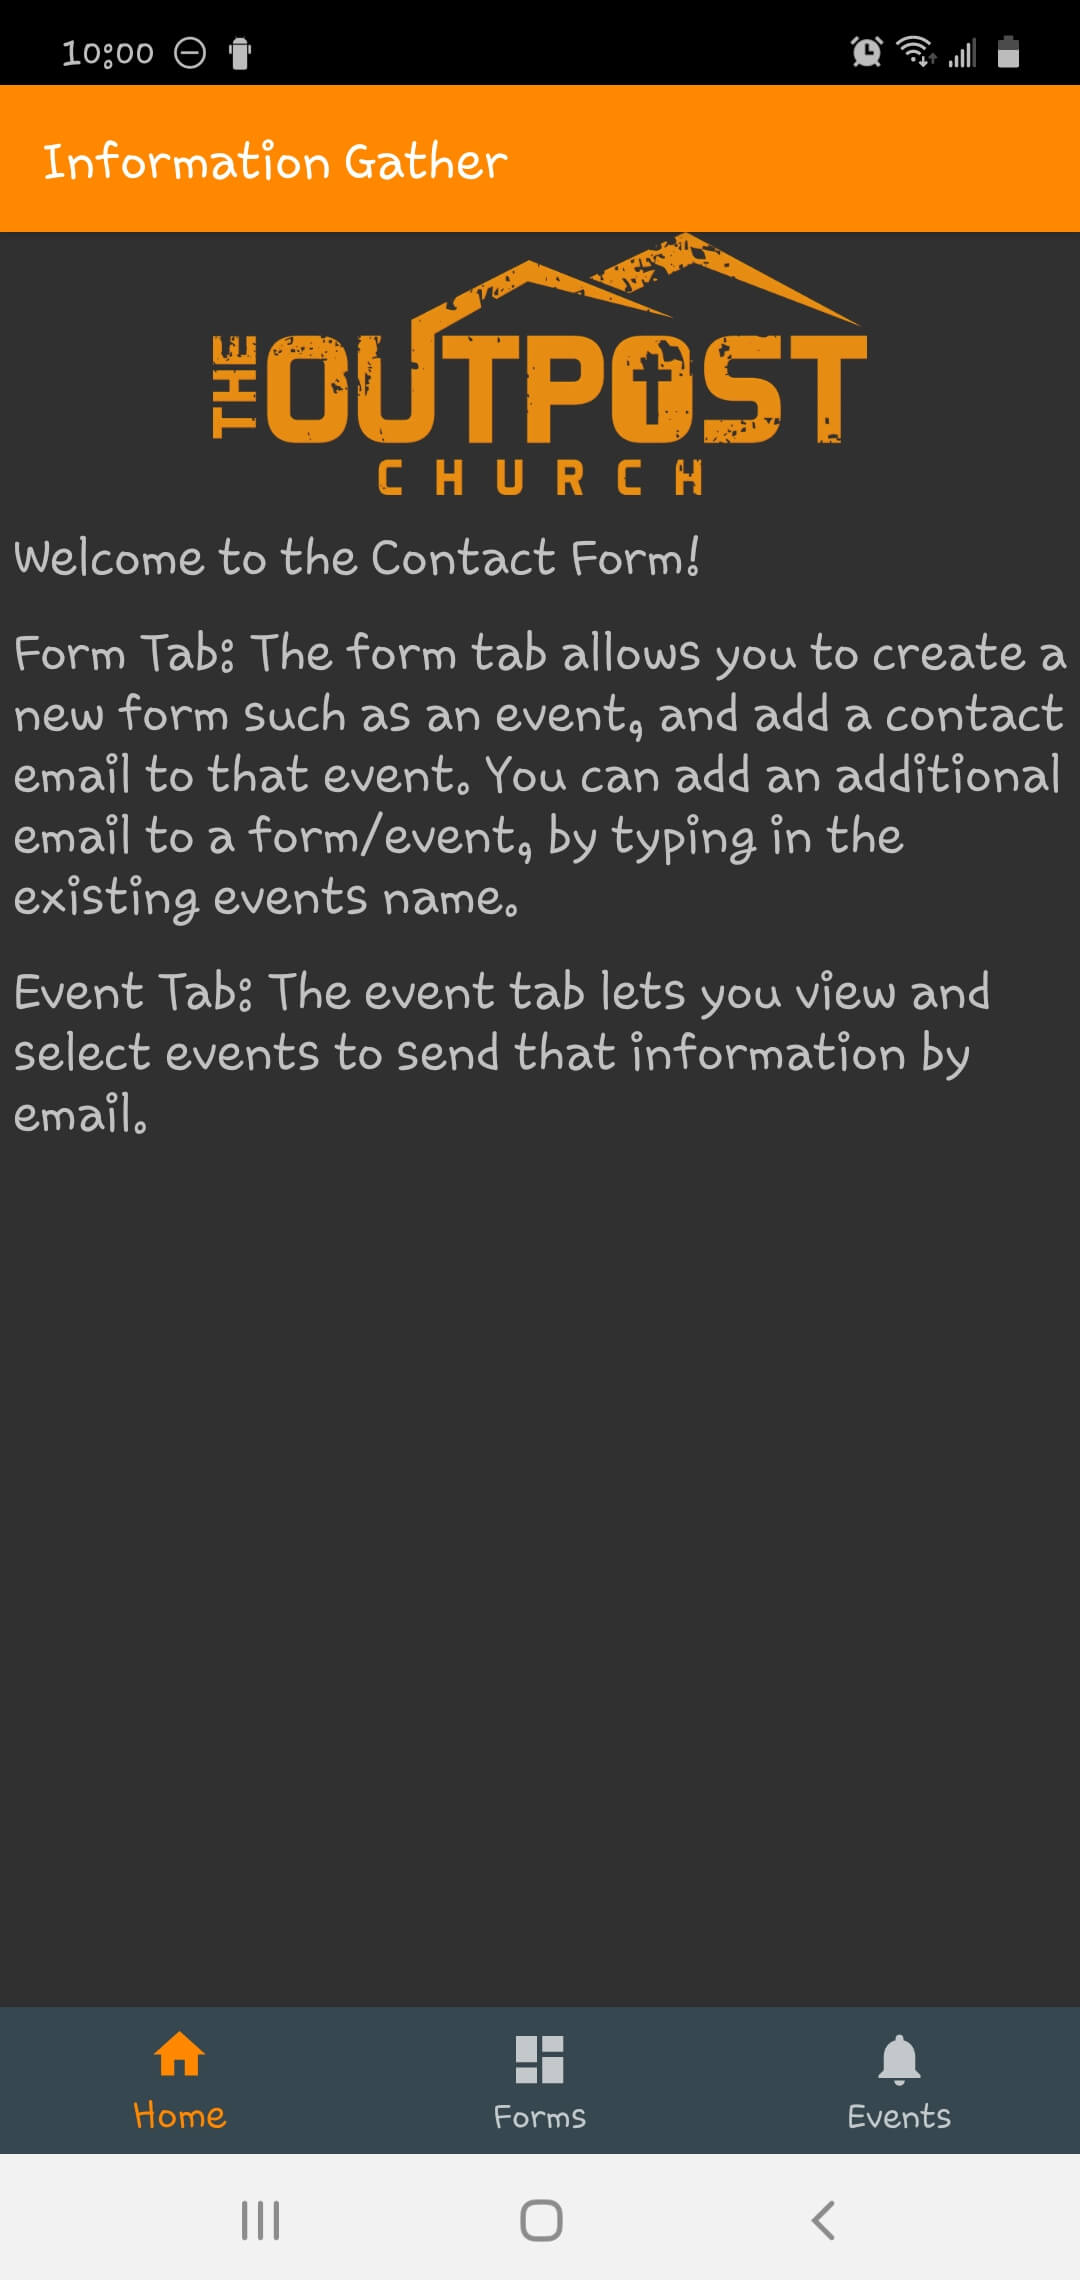 10:00
Information Gather
THE OUTPOST
CHURCH
Welcome to the Contact Form!
Form Tab: The form tab allows you to create a
new form such as an event, and add a contact
email to that event. You can add an additional
email to a form/event, by typing in the
existing events name.
Event Tab: The event tab lets you view and
select events to send that information by
email.
Home
Forms
Events